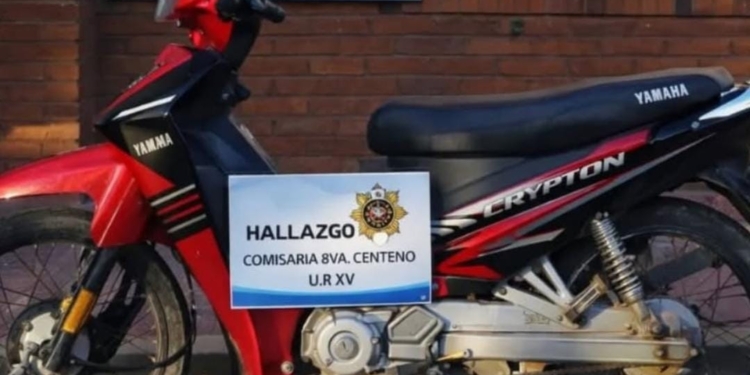 YAMAHA
YAMAHA
CRYPTON
HALLAZGO
COMISARIA 8VA. CENTENO
U.R XV